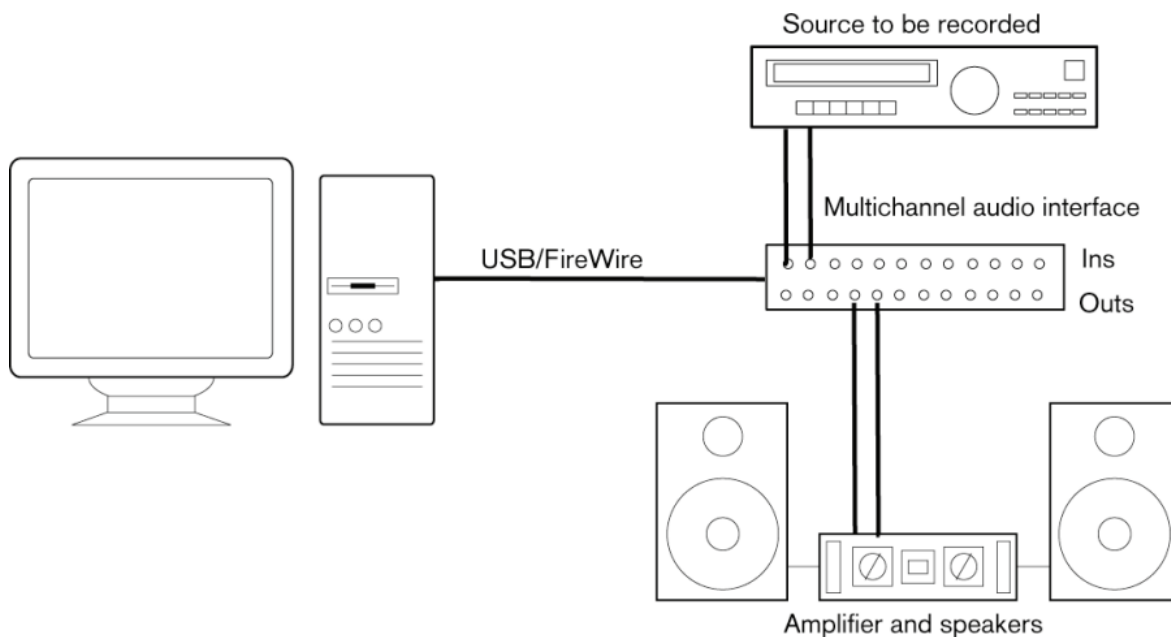 Source to be recorded
Multichannel audio interface
USB/FireWire
Ins
Outs
Amplifier and speakers